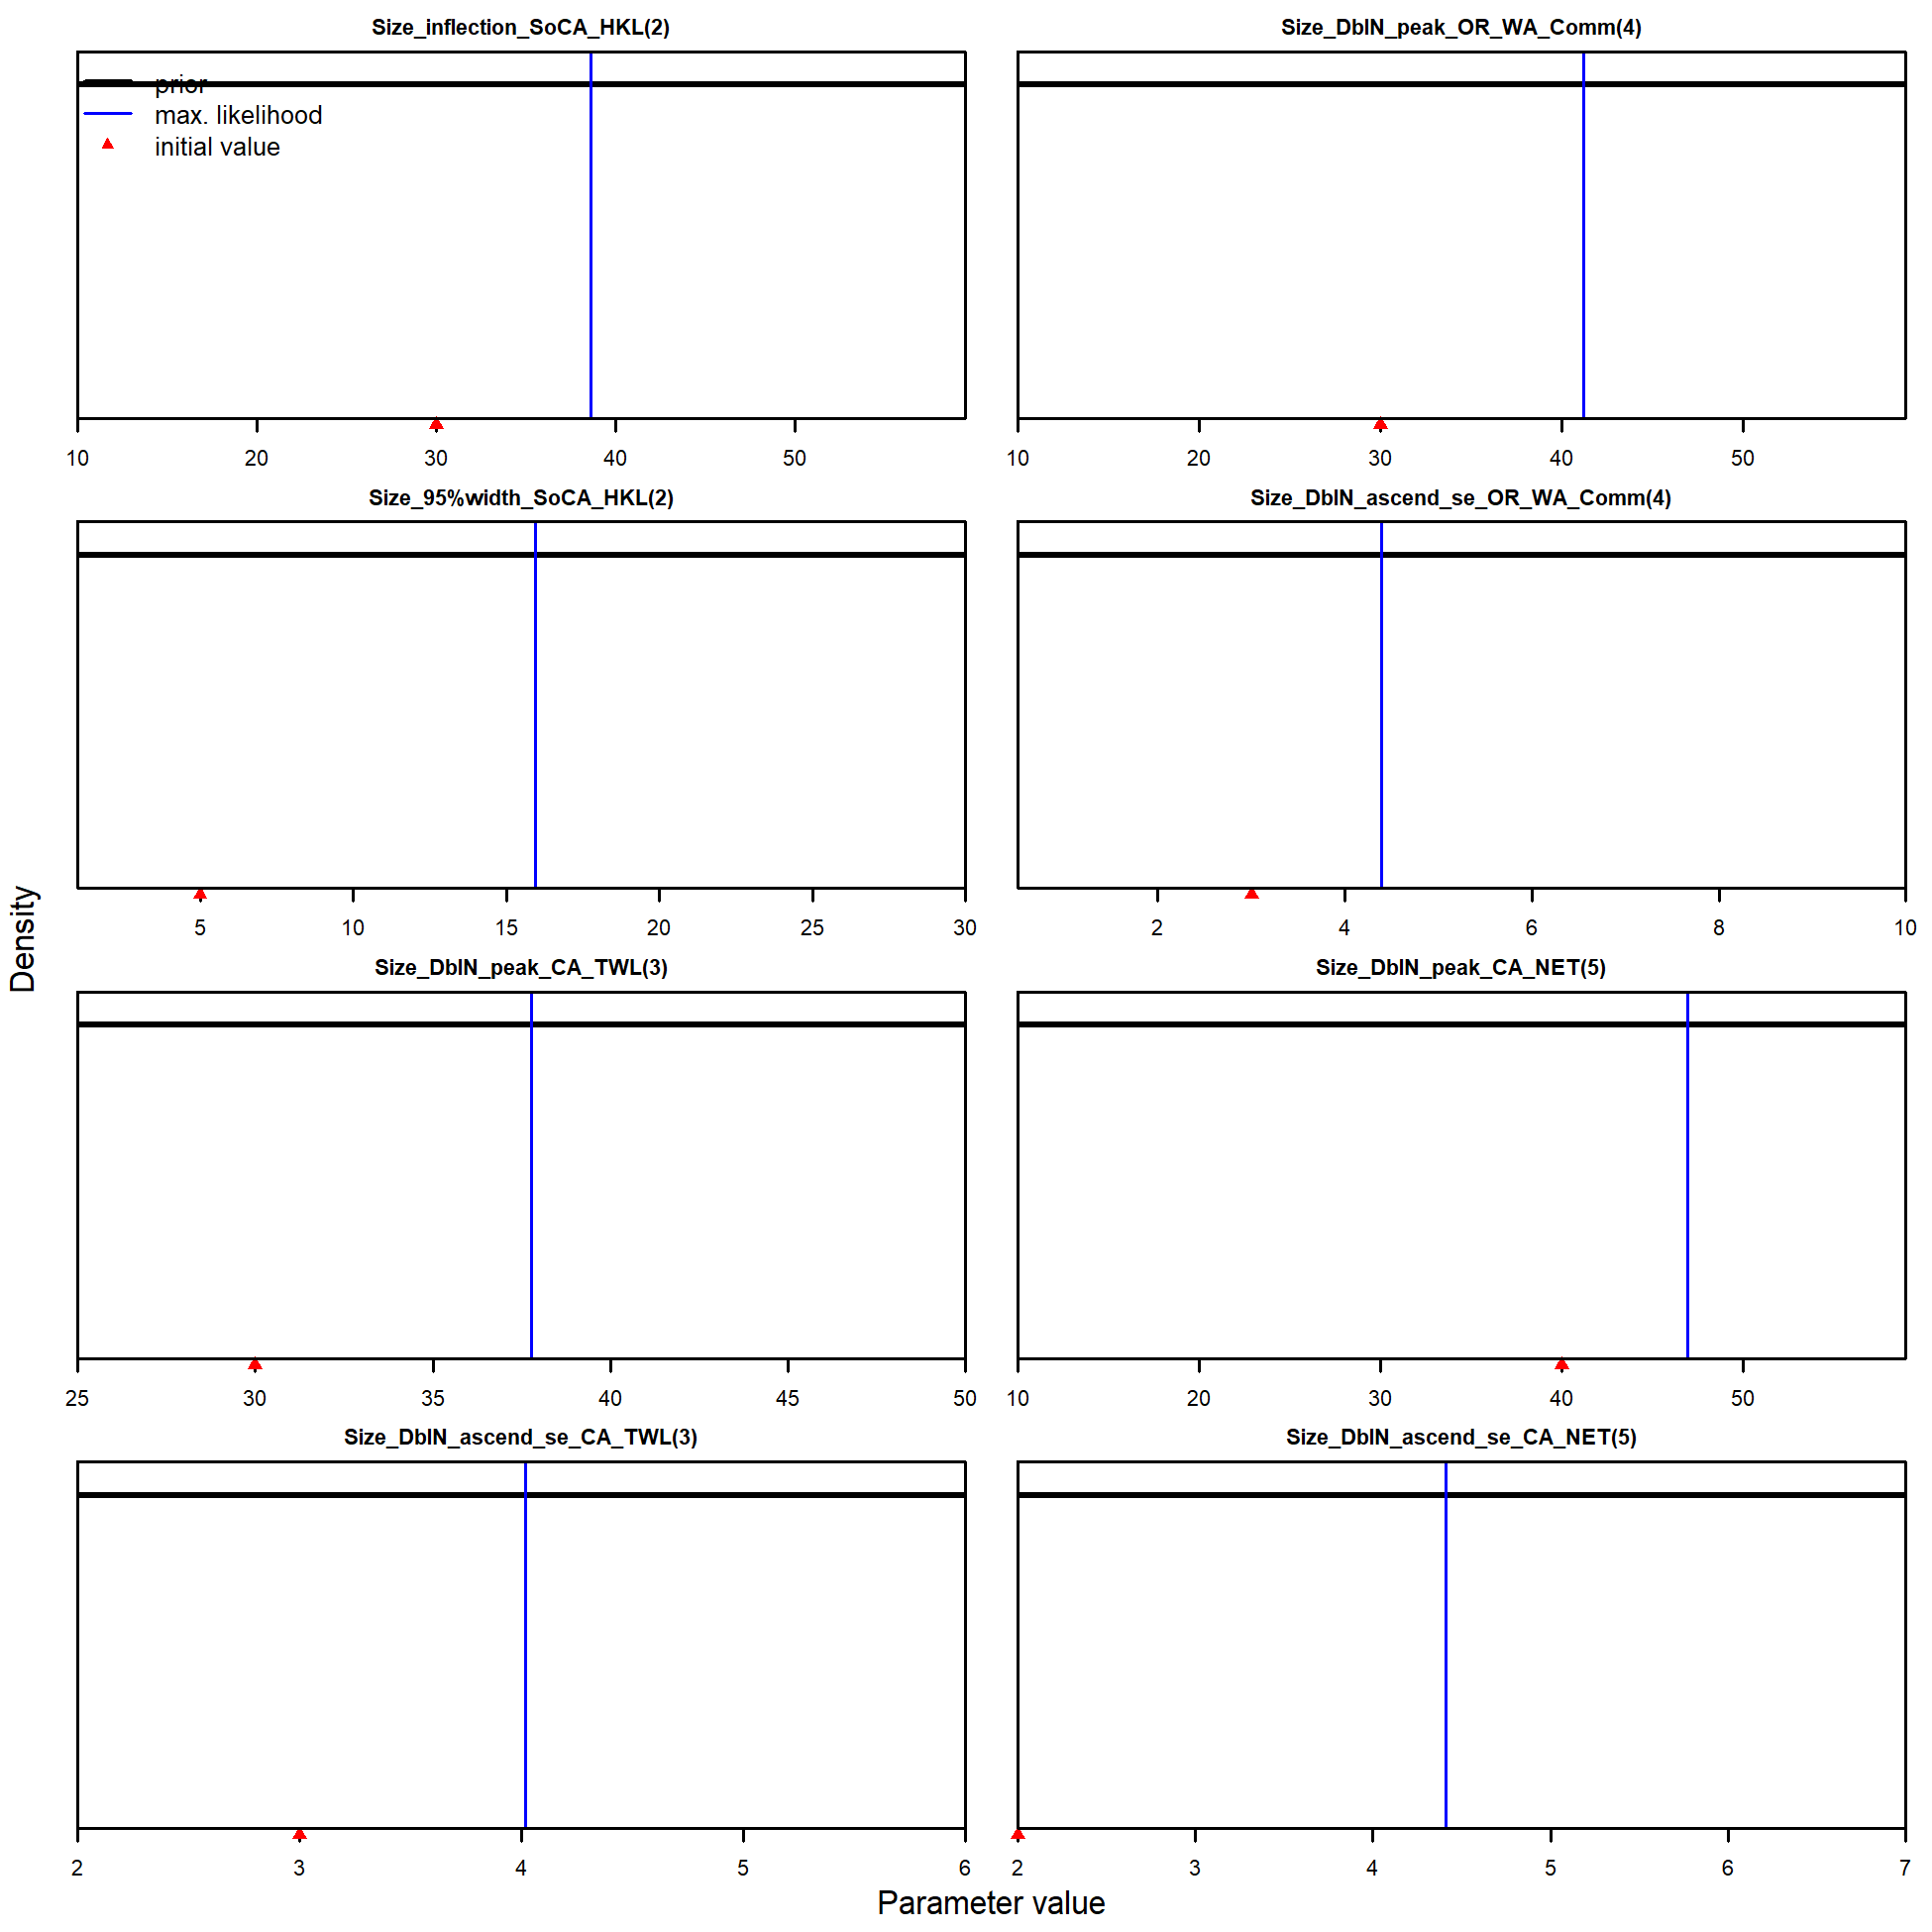 Size_inflection_SoCA_HKL(2)
prior
max. likelihood
initial value
10 20 30 40 50
Size_DblN_peak_OR_WA_Comm(4)
10 20 30 40 50
Size_95%width_SoCA_HKL(2)
5 10 15 20 25 30
Size_DblN_ascend_se_OR_WA_Comm(4)
2 4 6 8 10
Size_DblN_peak_CA_TWL(3)
25 30 35 40 45 50
Size_DblN_peak_CA_NET(5)
10 20 30 40 50
Size_DblN_ascend_se_CA_TWL(3)
2 3 4 5 6
Size_DblN_ascend_se_CA_NET(5)
2 3 4 5 6 7
Density
Parameter value